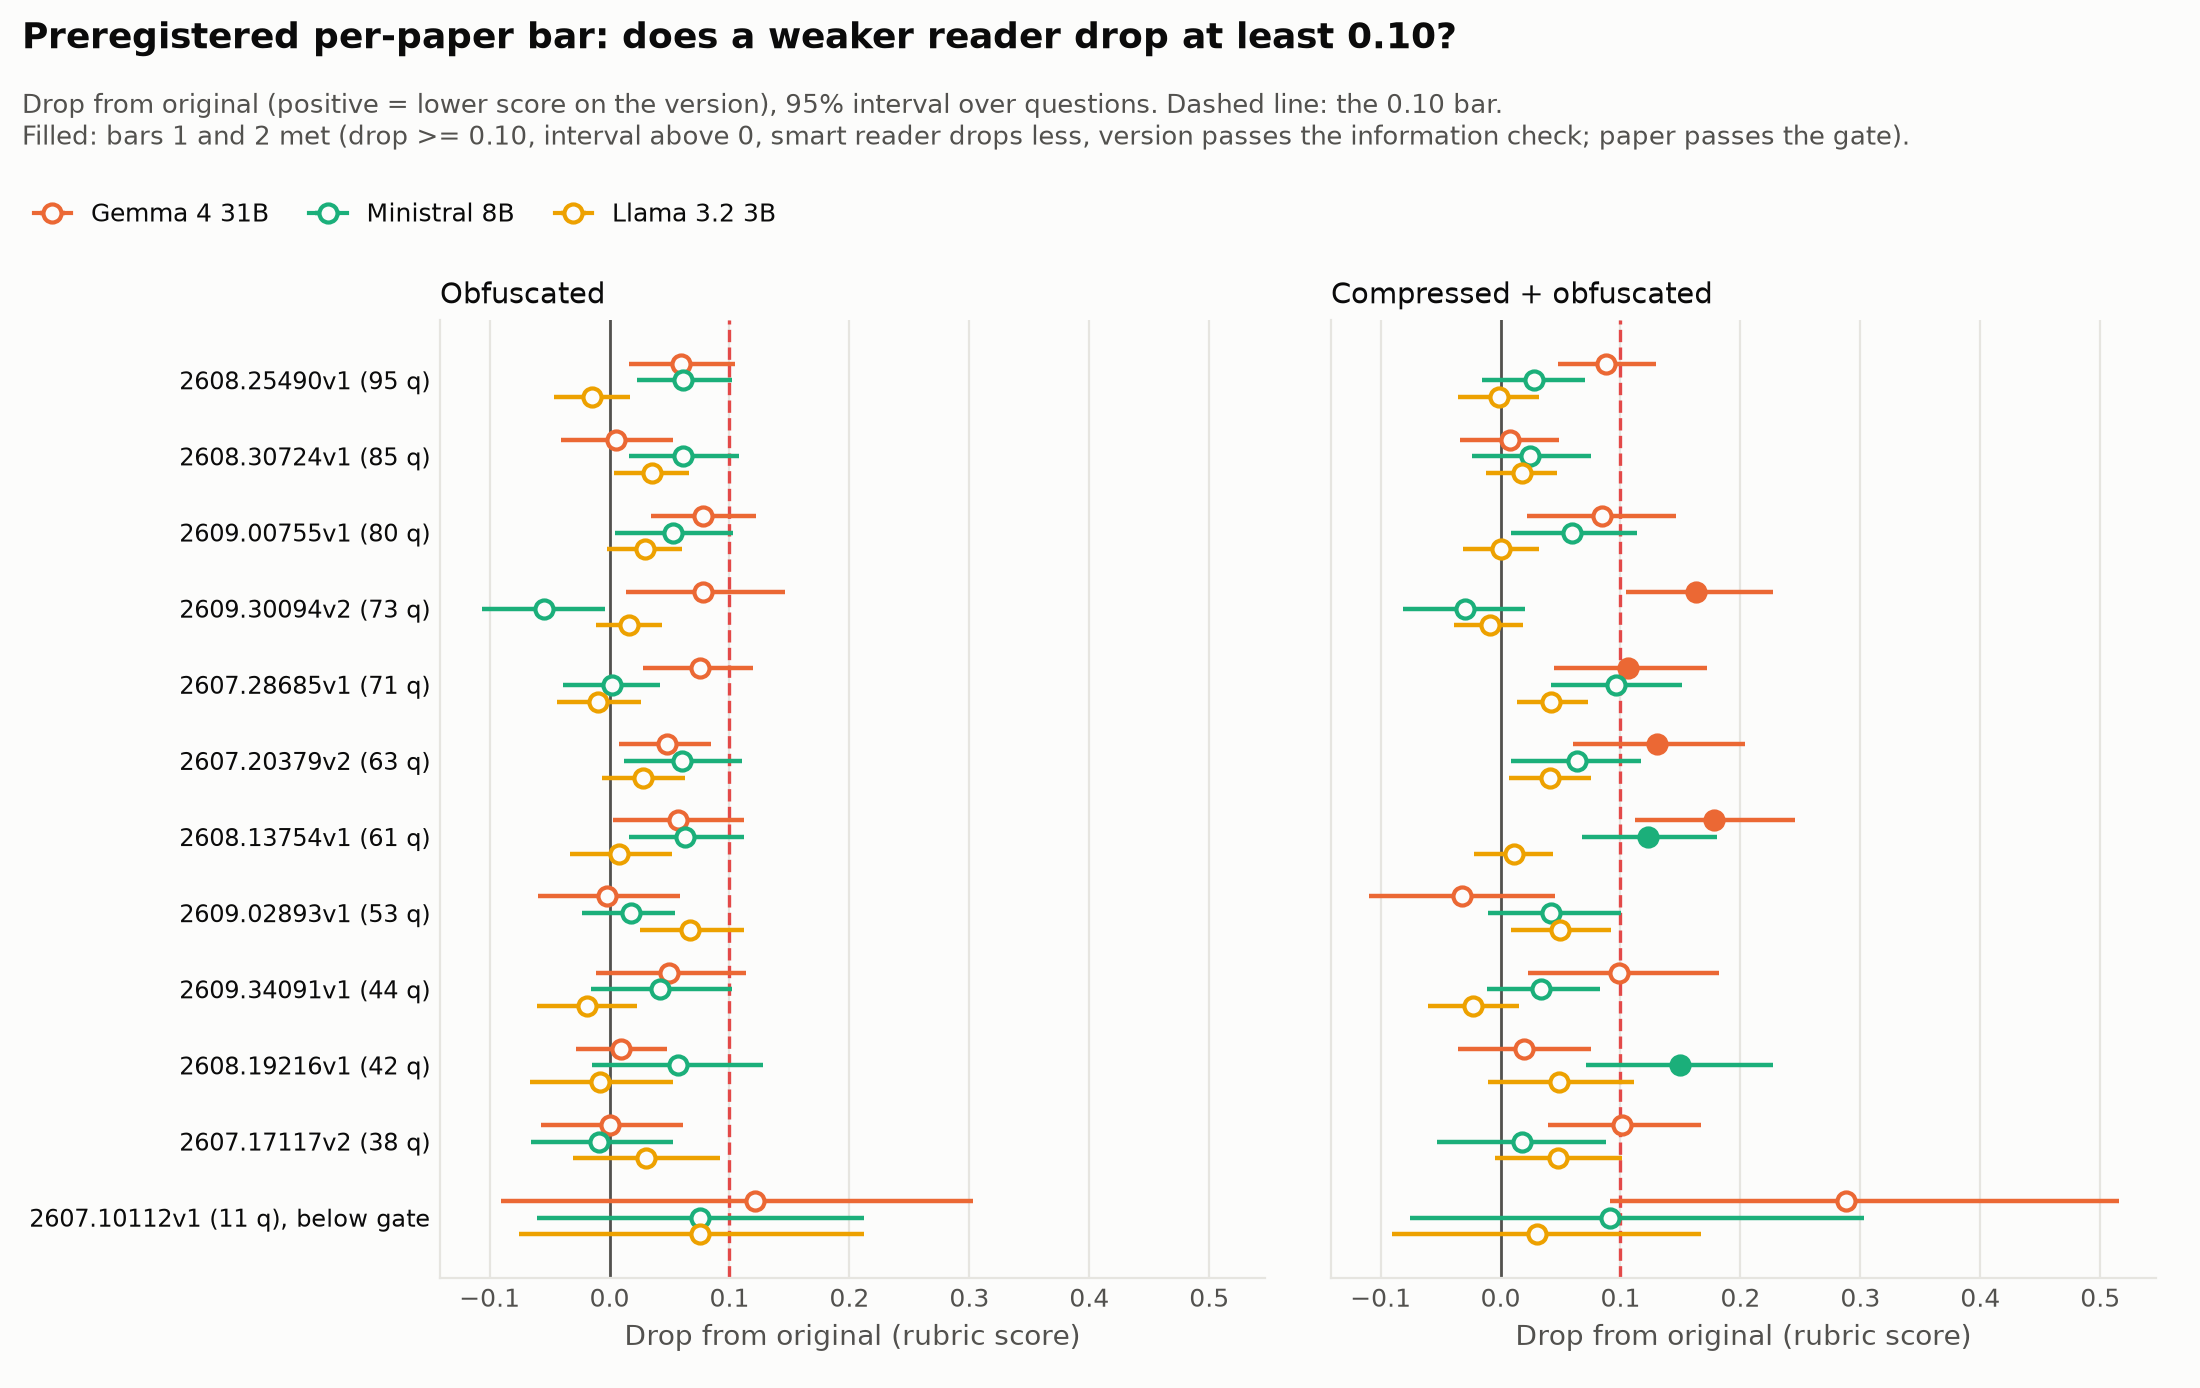 Preregistered per-paper bar: does a weaker reader drop at least 0.10?
Drop from original (positive = lower score on the version), 95% interval over questions. Dashed line: the 0.10 bar.
Filled: bars 1 and 2 met (drop >= 0.10, interval above 0, smart reader drops less, version passes the information check; paper passes the gate).
Gemma 4 31B
Ministral 8B
Llama 3.2 3B
Obfuscated
Compressed + obfuscated
2608.25490v1 (95 q)
2608.30724v1 (85 q)
2609.00755v1 (80 q)
2609.30094v2 (73 q)
2607.28685v1 (71 q)
2607.20379v2 (63 q)
2608.13754v1 (61 q)
2609.02893v1 (53 q)
2609.34091v1 (44 q)
2608.19216v1 (42 q)
2607.17117v2 (38 q)
2607.10112v1 (11 q), below gate
−0.1 0.0 0.1 0.2 0.3 0.4 0.5
−0.1 0.0 0.1 0.2 0.3 0.4 0.5
Drop from original (rubric score)
Drop from original (rubric score)